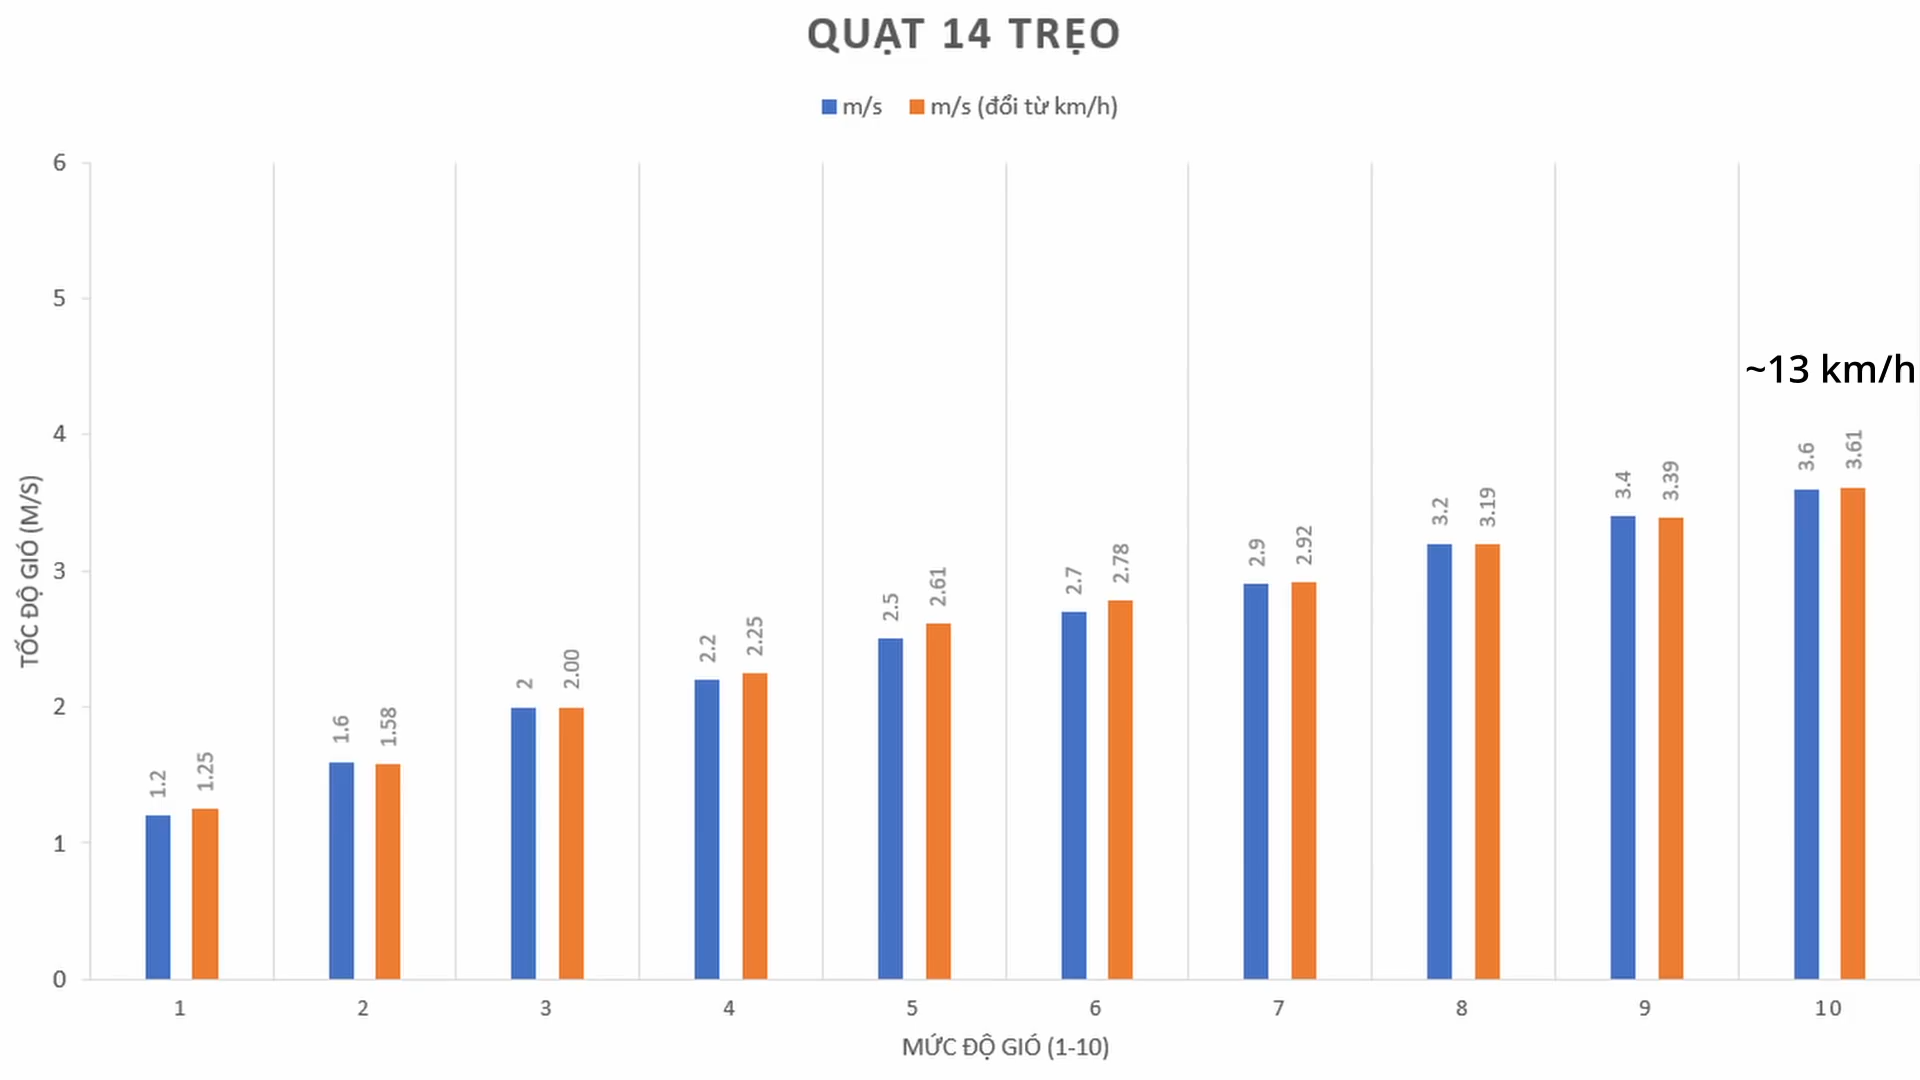 QUẠT 14 TRẸO
m/s m/s (đổi từ km/h)
6
5
4
3
2
1
0
TỐC ĐỘ GIÓ (M/S)
~13 km/h
1.2 1.25
1.6 1.58
2 2.00
2.2 2.25
2.5 2.61
2.7 2.78
2.9 2.92
3.2 3.19
3.4 3.39
3.6 3.61
1 2 3 4 5 6 7 8 9 10
MỨC ĐỘ GIÓ (1-10)